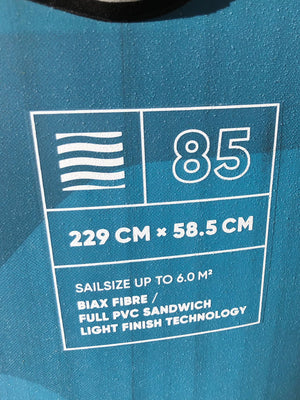 85
229 CM × 58.5 CM
SAILSIZE UP TO 6.0 M²
BIAX FIBRE /
FULL PVC SANDWICH
LIGHT FINISH TECHNOLOGY